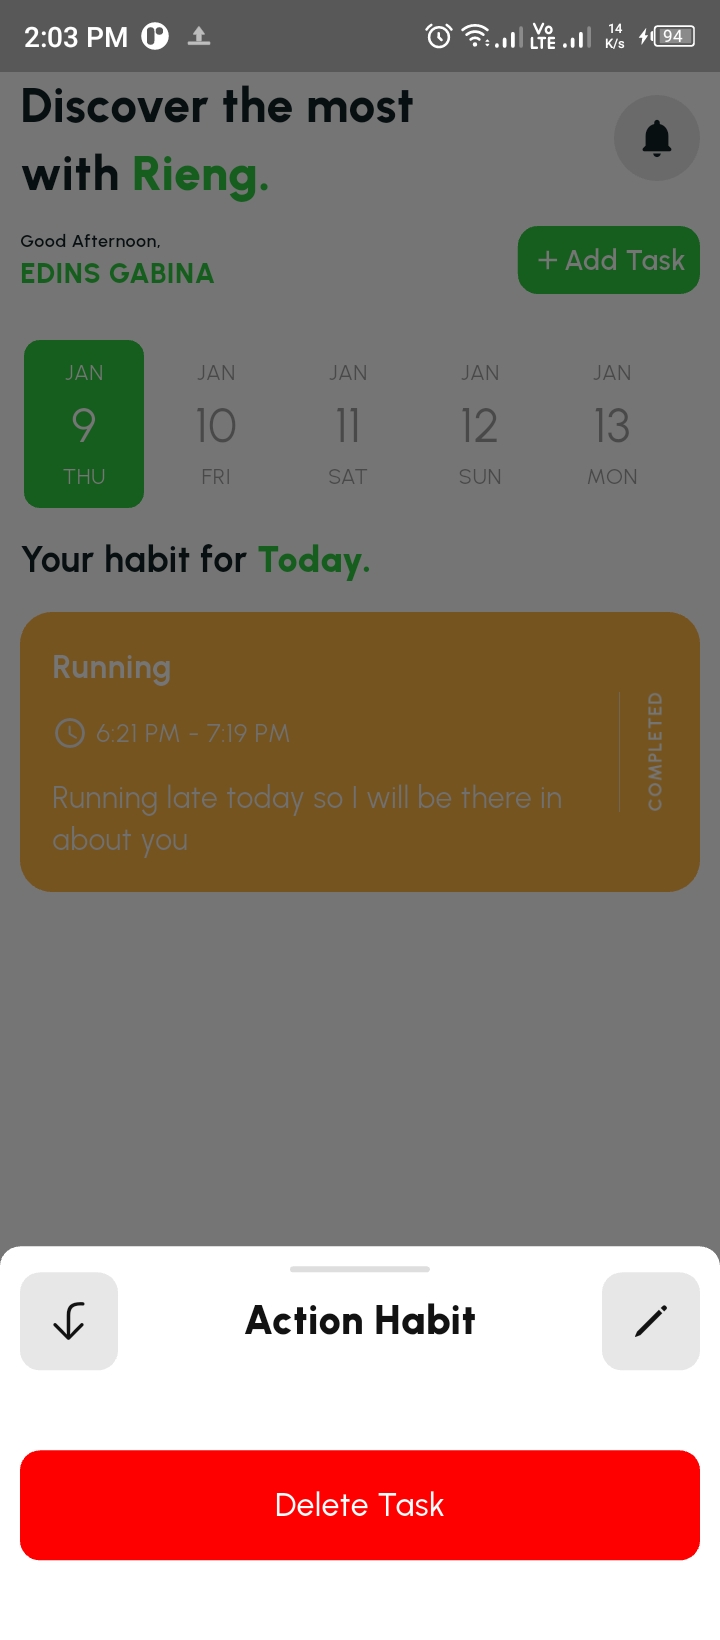 2:03 PM
Vo LTE
14 K/s
94
Discover the most
with Rieng.
Good Afternoon,
EDINS GABINA
+ Add Task
JAN JAN JAN JAN JAN
9 10 11 12 13
THU FRI SAT SUN MON
Your habit for Today.
Running
6:21 PM - 7:19 PM
Running late today so I will be there in
about you
COMPLETED
Action Habit
Delete Task